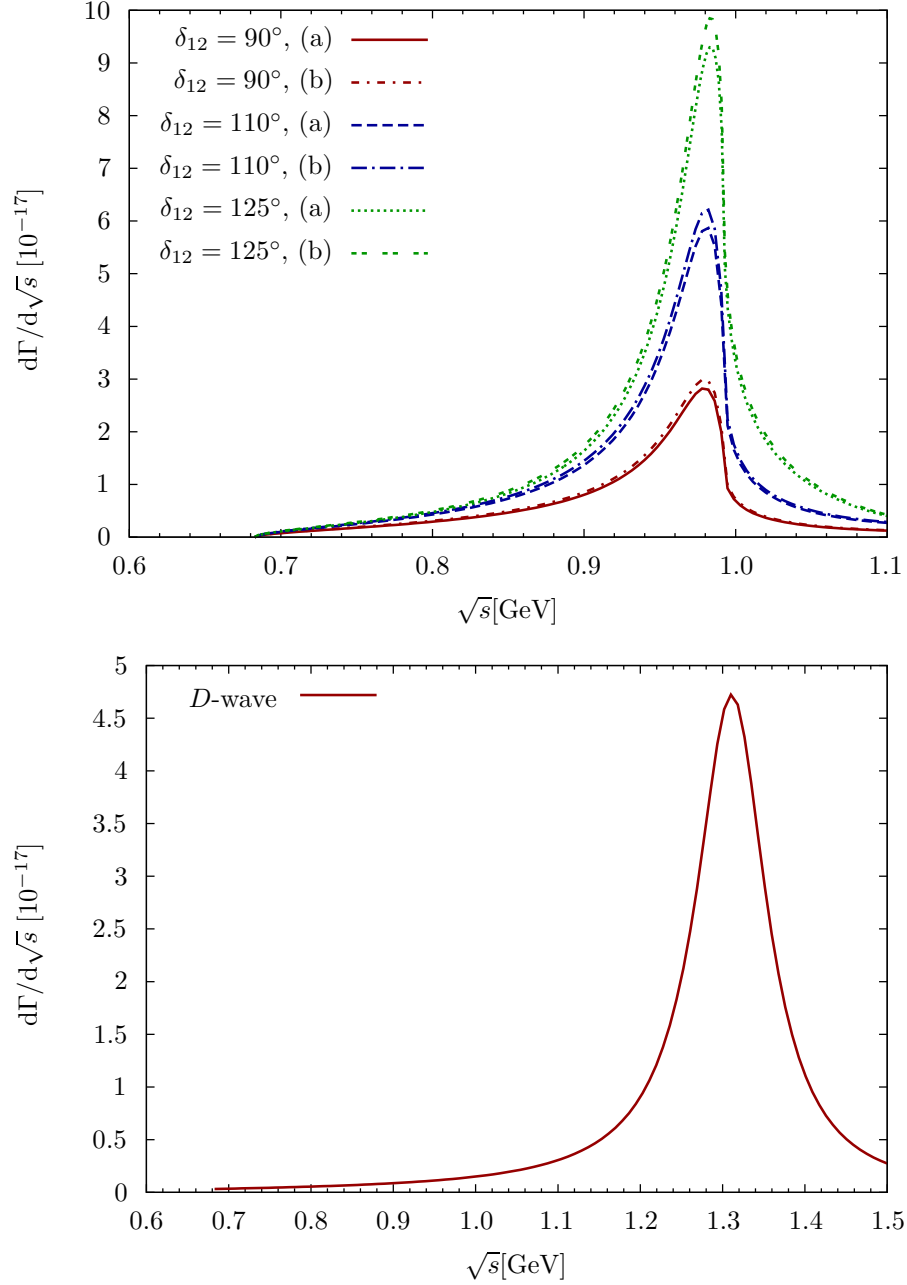 10
9
8
7
6
5
4
3
2
1
0
dΓ/d√s [10⁻¹⁷]
δ₁₂ = 90°, (a)
δ₁₂ = 90°, (b)
δ₁₂ = 110°, (a)
δ₁₂ = 110°, (b)
δ₁₂ = 125°, (a)
δ₁₂ = 125°, (b)
0.6 0.7 0.8 0.9 1.0 1.1
√s[GeV]
5
4.5
4
3.5
3
2.5
2
1.5
1
0.5
0
dΓ/d√s [10⁻¹⁷]
D-wave
0.6 0.7 0.8 0.9 1.0 1.1 1.2 1.3 1.4 1.5
√s[GeV]